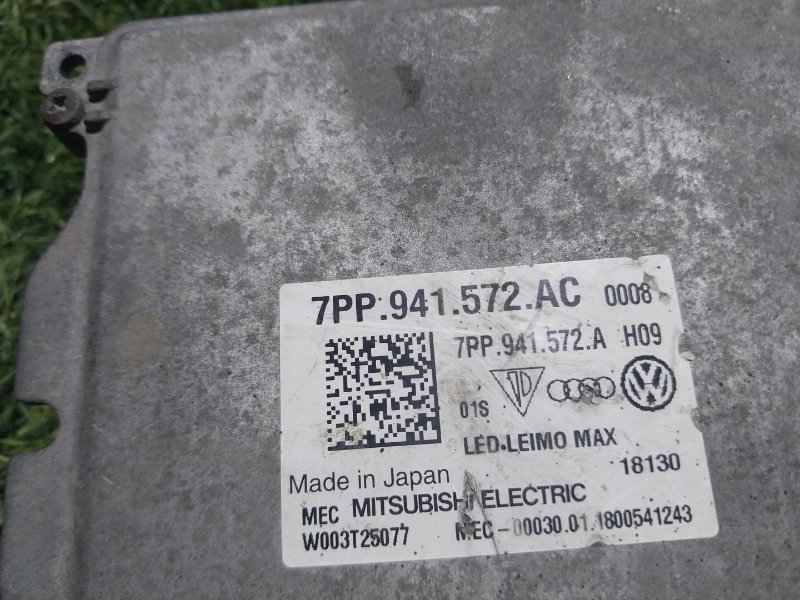 7PP.941.572.AC 0008
7PP.941.572.A H09
01S
LED-LEIMO MAX
18130
Made in Japan
MEC MITSUBISHI ELECTRIC
W003T25077 MEC-00030.01.1800541243